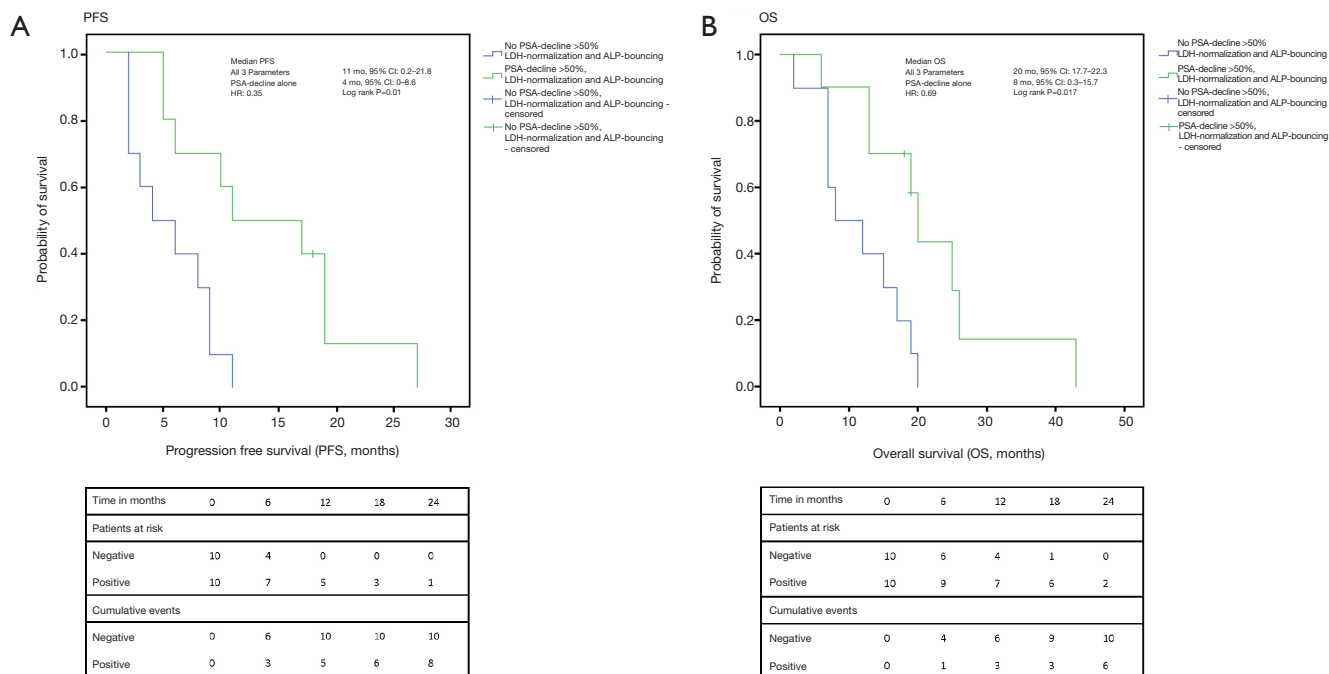 A
PFS
Median PFS
All 3 Parameters 11 mo, 95% CI: 0.2–21.8
PSA-decline alone 4 mo, 95% CI: 0–8.6
HR: 0.35 Log rank P=0.01
No PSA-decline >50%
LDH-normalization and ALP-bouncing
PSA-decline >50%,
LDH-normalization and ALP-bouncing
No PSA-decline >50%,
LDH-normalization and ALP-bouncing -
censored
No PSA-decline >50%,
LDH-normalization and ALP-bouncing
- censored
Probability of survival
1.0
0.8
0.6
0.4
0.2
0.0
0 5 10 15 20 25 30
Progression free survival (PFS, months)
Time in months 0 6 12 18 24
Patients at risk
Negative 10 4 0 0 0
Positive 10 7 5 3 1
Cumulative events
Negative 0 6 10 10 10
Positive 0 3 5 6 8
B
OS
Median OS
All 3 Parameters 20 mo, 95% CI: 17.7–22.3
PSA-decline alone 8 mo, 95% CI: 0.3–15.7
HR: 0.69 Log rank P=0.017
No PSA-decline >50%
LDH-normalization and ALP-bouncing
PSA-decline >50%,
LDH-normalization and ALP-bouncing
No PSA-decline >50%,
LDH-normalization and ALP-bouncing -
censored
PSA-decline >50%,
LDH-normalization and ALP-bouncing
- censored
Probability of survival
1.0
0.8
0.6
0.4
0.2
0.0
0 10 20 30 40 50
Overall survival (OS, months)
Time in months 0 6 12 18 24
Patients at risk
Negative 10 6 4 1 0
Positive 10 9 7 6 2
Cumulative events
Negative 0 4 6 9 10
Positive 0 1 3 3 6